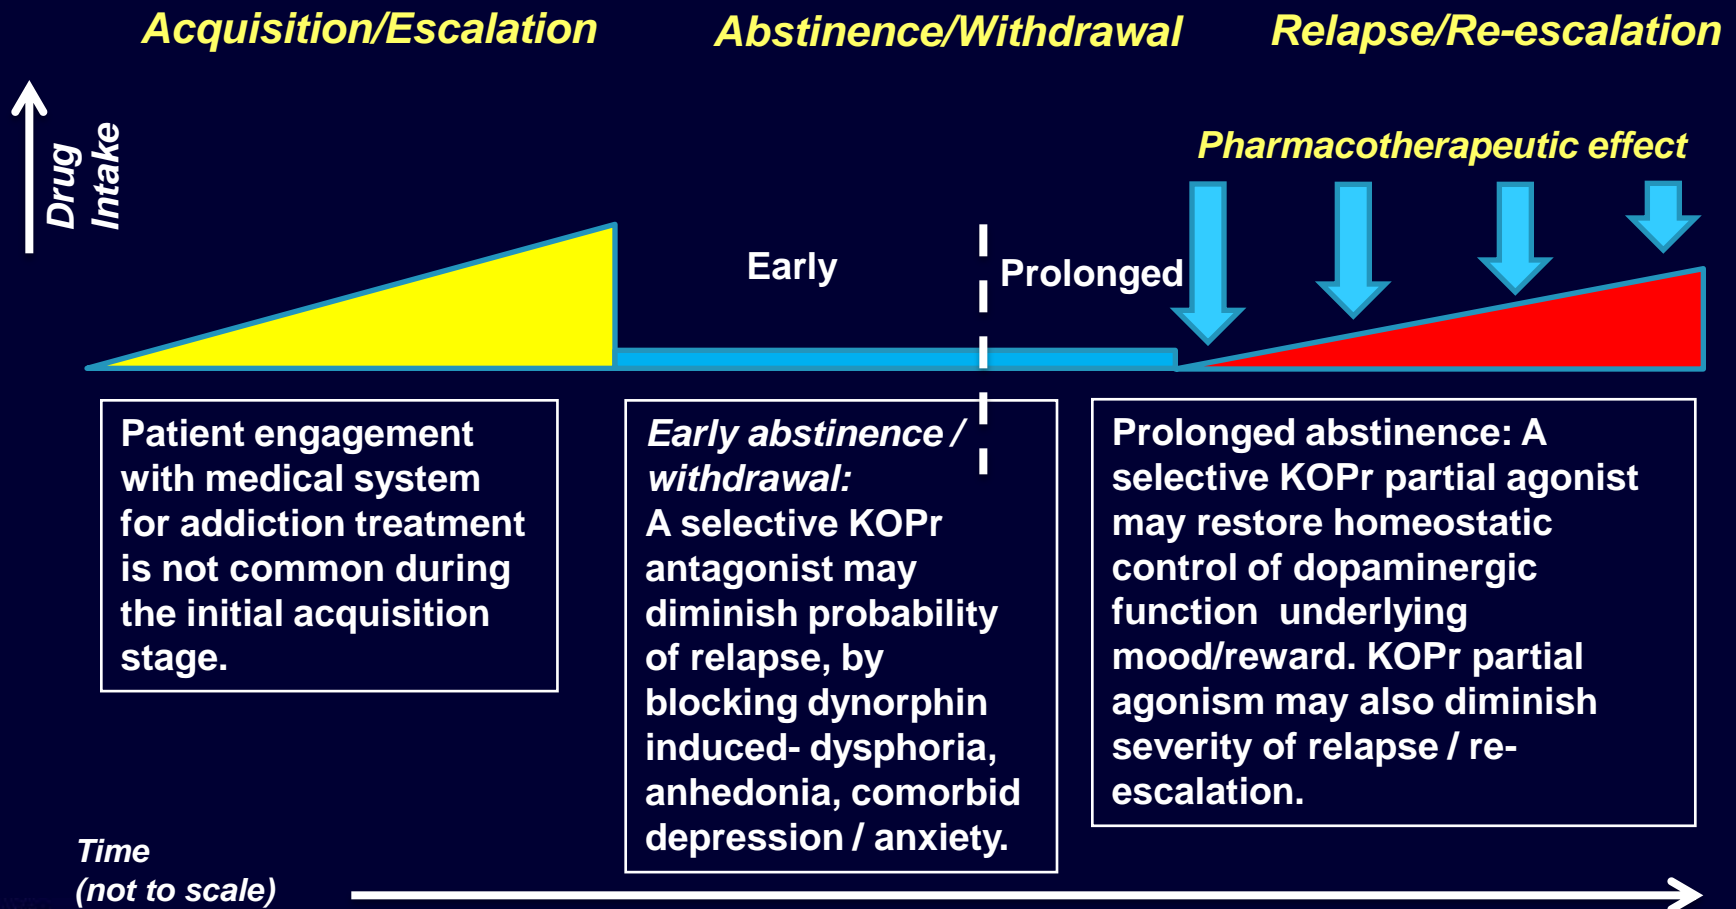 Acquisition/Escalation
Abstinence/Withdrawal
Relapse/Re-escalation
Drug
Intake
Pharmacotherapeutic effect
Early
Prolonged
Patient engagement
with medical system
for addiction treatment
is not common during
the initial acquisition
stage.
Early abstinence /
withdrawal:
A selective KOPr
antagonist may
diminish probability
of relapse, by
blocking dynorphin
induced- dysphoria,
anhedonia, comorbid
depression / anxiety.
Prolonged abstinence: A
selective KOPr partial agonist
may restore homeostatic
control of dopaminergic
function  underlying
mood/reward. KOPr partial
agonism may also diminish
severity of relapse / re-
escalation.
Time
(not to scale)